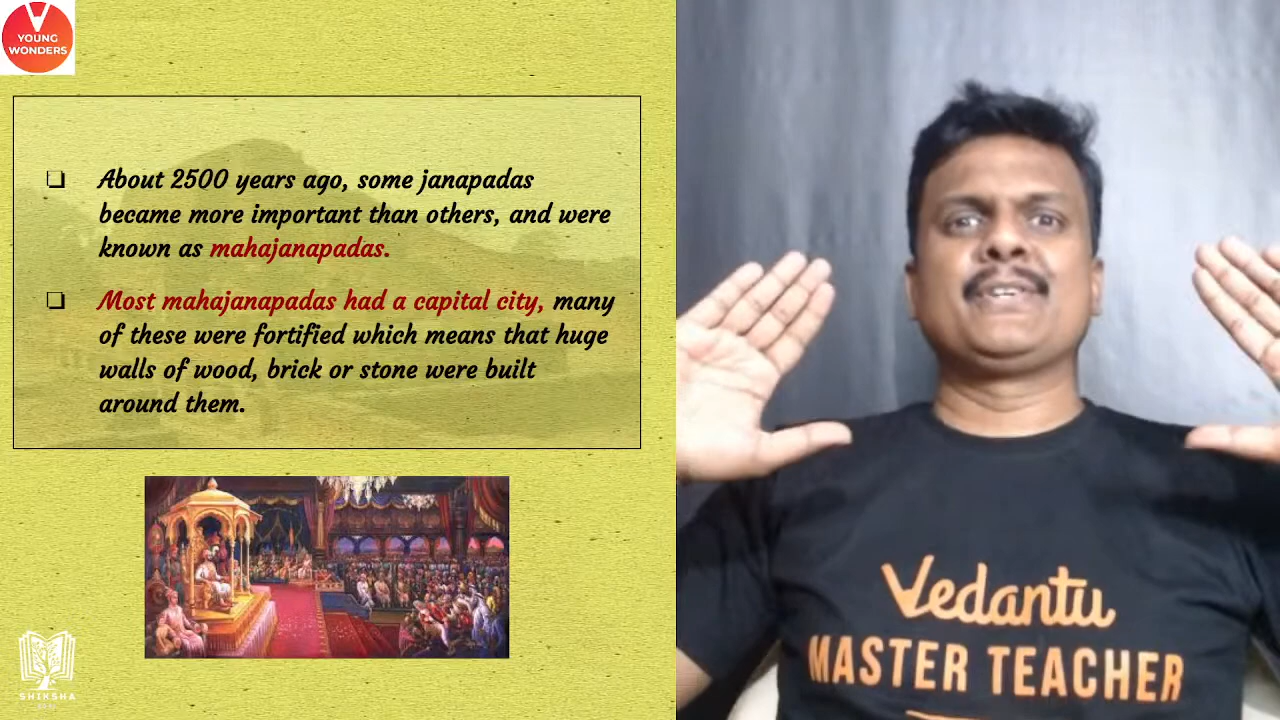 YOUNG
WONDERS
❑ About 2500 years ago, some janapadas
became more important than others, and were
known as mahajanapadas.
❑ Most mahajanapadas had a capital city, many
of these were fortified which means that huge
walls of wood, brick or stone were built
around them.
SHIKSHA
Vedantu
MASTER TEACHER